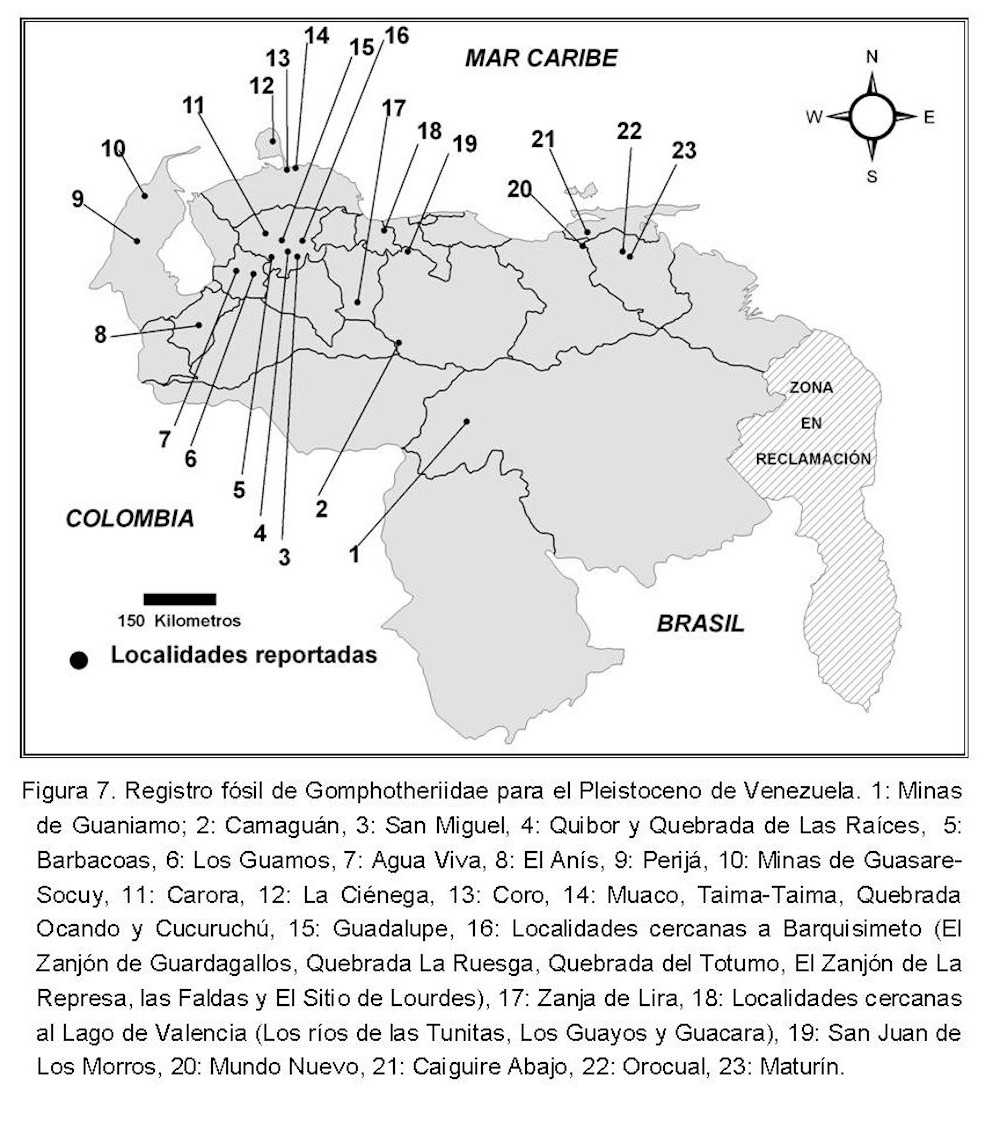 14
16
13
15
MAR CARIBE
N
12
11
17
W
E
18
22
10
21
19
23
S
9
20
8
ZONA
EN
7
6
RECLAMACIÓN
5
2
COLOMBIA
4
1
3
150 Kilometros
BRASIL
Localidades reportadas
Figura 7. Registro fósil de Gomphotheriidae para el Pleistoceno de Venezuela. 1: Minas
de Guaniamo; 2: Camaguán, 3: San Miguel, 4: Quibor y Quebrada de Las Raíces, 5:
Barbacoas, 6: Los Guamos, 7: Agua Viva, 8: El Anís, 9: Perijá, 10: Minas de Guasare-
Socuy, 11: Carora, 12: La Ciénega, 13: Coro, 14: Muaco, Taima-Taima, Quebrada
Ocando y Cucuruchú, 15: Guadalupe, 16: Localidades cercanas a Barquisimeto (El
Zanjón de Guardagallos, Quebrada La Ruesga, Quebrada del Totumo, El Zanjón de La
Represa, las Faldas y El Sitio de Lourdes), 17: Zanja de Lira, 18: Localidades cercanas
al Lago de Valencia (Los ríos de las Tunitas, Los Guayos y Guacara), 19: San Juan de
Los Morros, 20: Mundo Nuevo, 21: Caiguire Abajo, 22: Orocual, 23: Maturín.